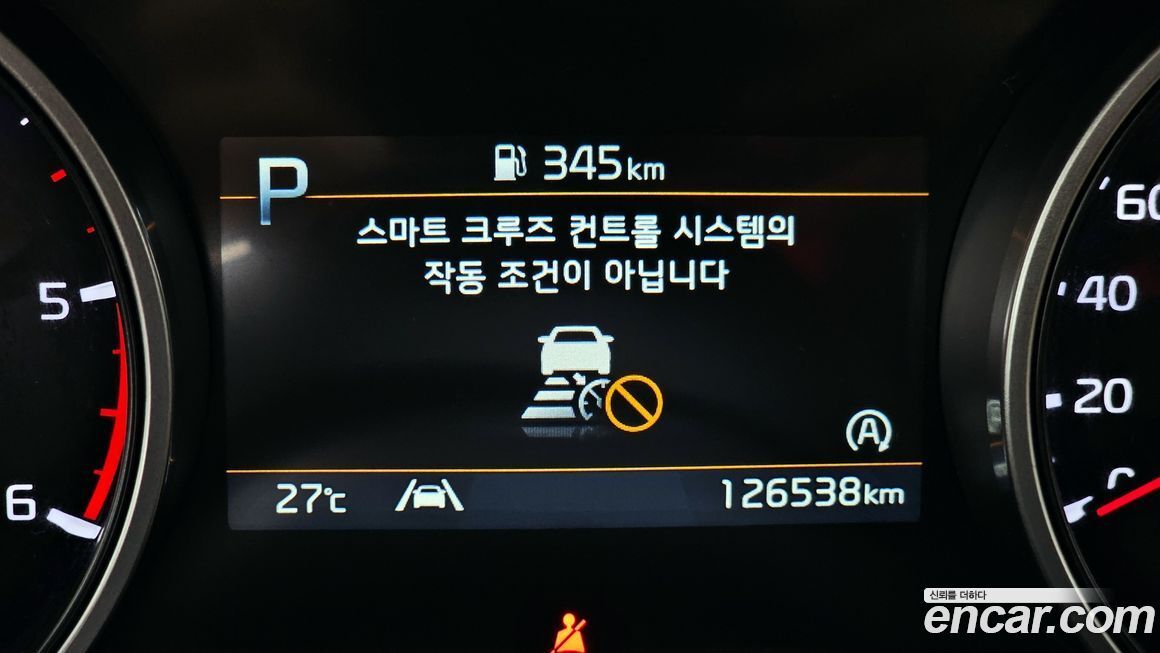 345km
P
스마트 크루즈 컨트롤 시스템의
작동 조건이 아닙니다
A
27℃
126538km
5
6
60
40
20
0
신뢰를 더하다
encar.com